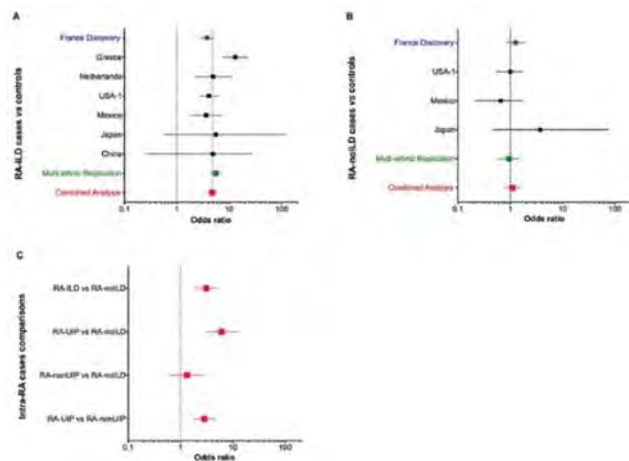 A
RA-ILD cases vs controls
France Discovery
Greece
Netherlands
USA-1
Mexico
Japan
China
Multi-ethnic Replication
Combined Analysis
0.1
1
10
100
Odds ratio
B
RA-noILD cases vs controls
France Discovery
USA-1
Mexico
Japan
Multi-ethnic Replication
Combined Analysis
0.1
1
10
100
Odds ratio
C
Intra-RA cases comparisons
RA-ILD vs RA-noILD
RA-UIP vs RA-noILD
RA-nonUIP vs RA-noILD
RA-UIP vs RA-nonUIP
0.1
1
10
100
Odds ratio